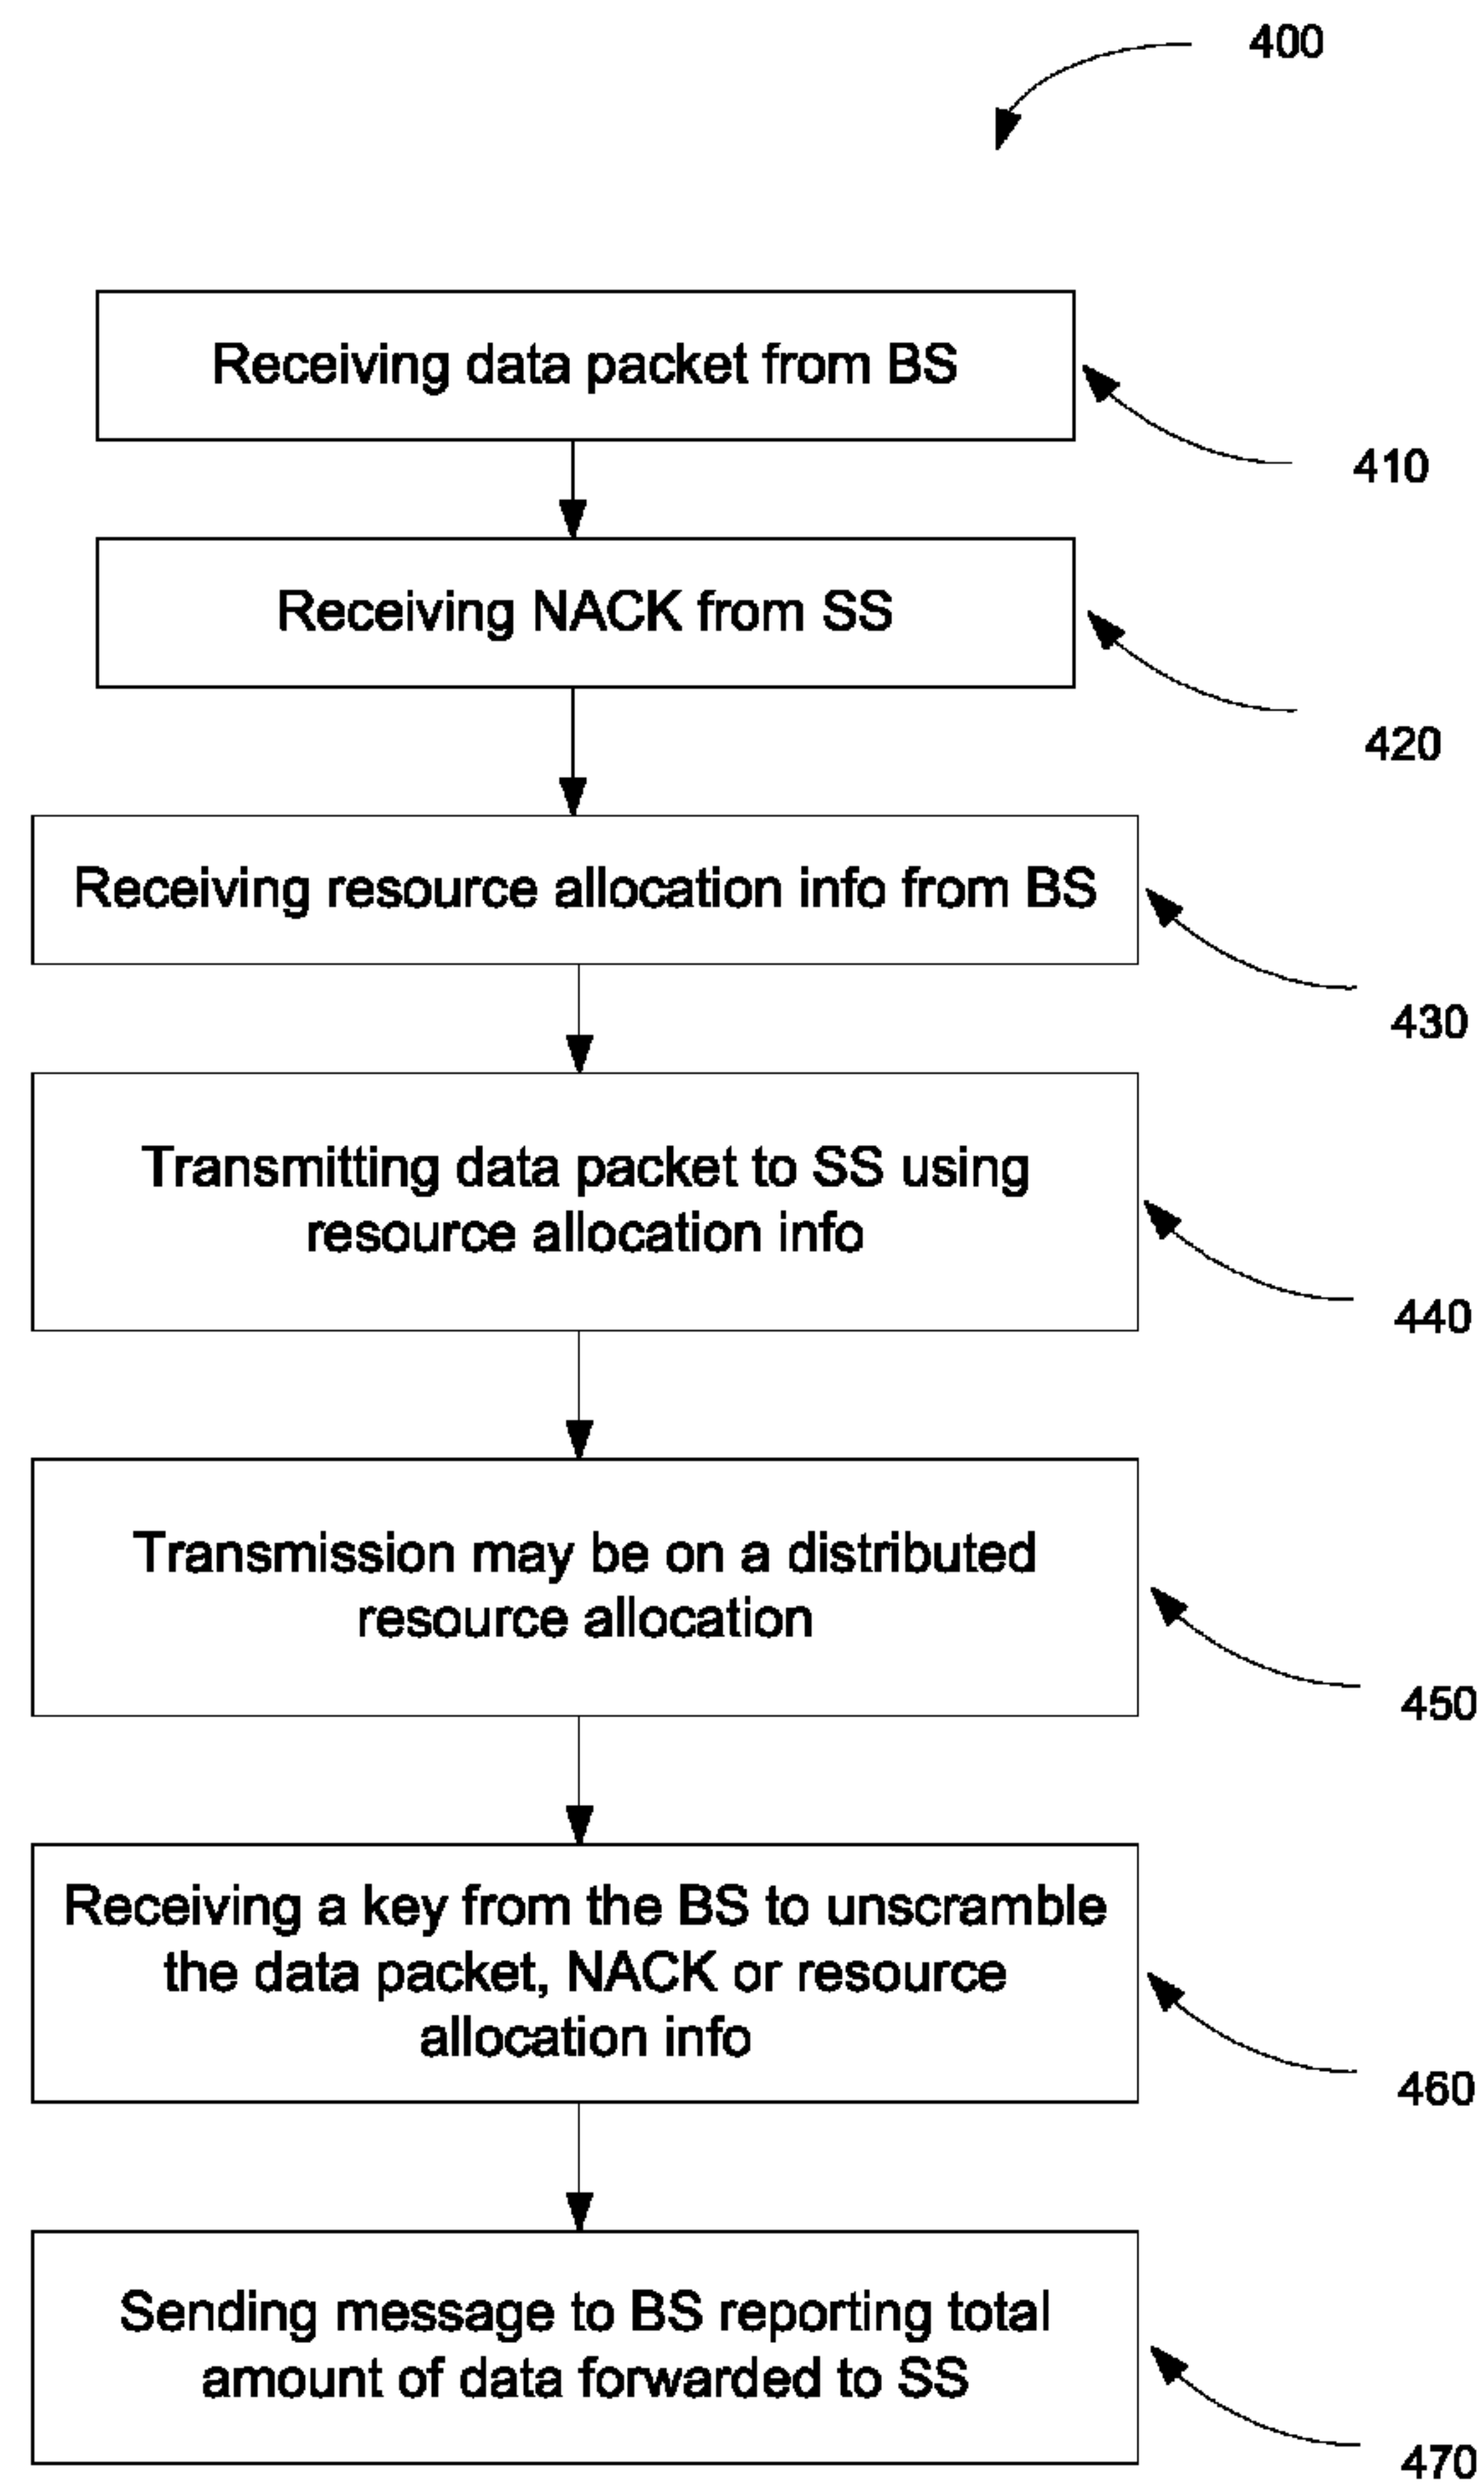 400
Receiving data packet from BS
410
Receiving NACK from SS
420
Receiving resource allocation info from BS
430
Transmitting data packet to SS using
resource allocation info
440
Transmission may be on a distributed
resource allocation
450
Receiving a key from the BS to unscramble
the data packet, NACK or resource
allocation info
460
Sending message to BS reporting total
amount of data forwarded to SS
470